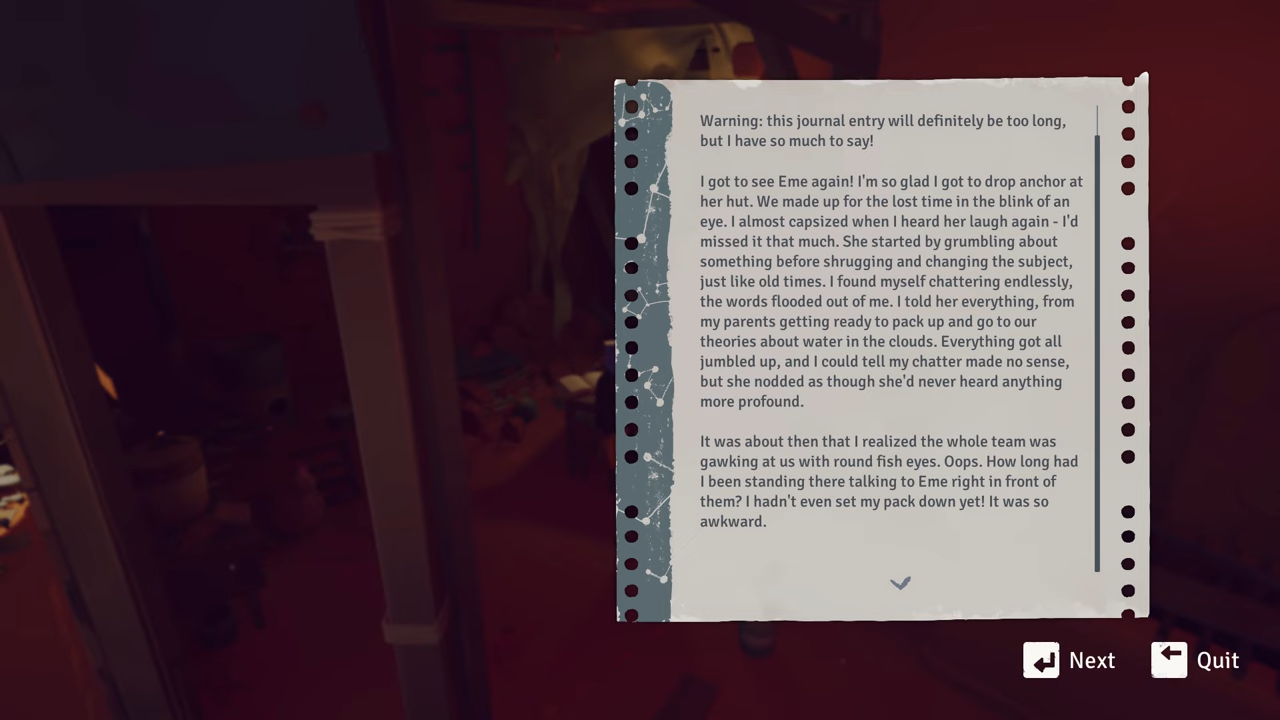 Warning: this journal entry will definitely be too long,
but I have so much to say!
I got to see Eme again! I'm so glad I got to drop anchor at
her hut. We made up for the lost time in the blink of an
eye. I almost capsized when I heard her laugh again - I'd
missed it that much. She started by grumbling about
something before shrugging and changing the subject,
just like old times. I found myself chattering endlessly,
the words flooded out of me. I told her everything, from
my parents getting ready to pack up and go to our
theories about water in the clouds. Everything got all
jumbled up, and I could tell my chatter made no sense,
but she nodded as though she'd never heard anything
more profound.
It was about then that I realized the whole team was
gawking at us with round fish eyes. Oops. How long had
I been standing there talking to Eme right in front of
them? I hadn't even set my pack down yet! It was so
awkward.
Next
Quit